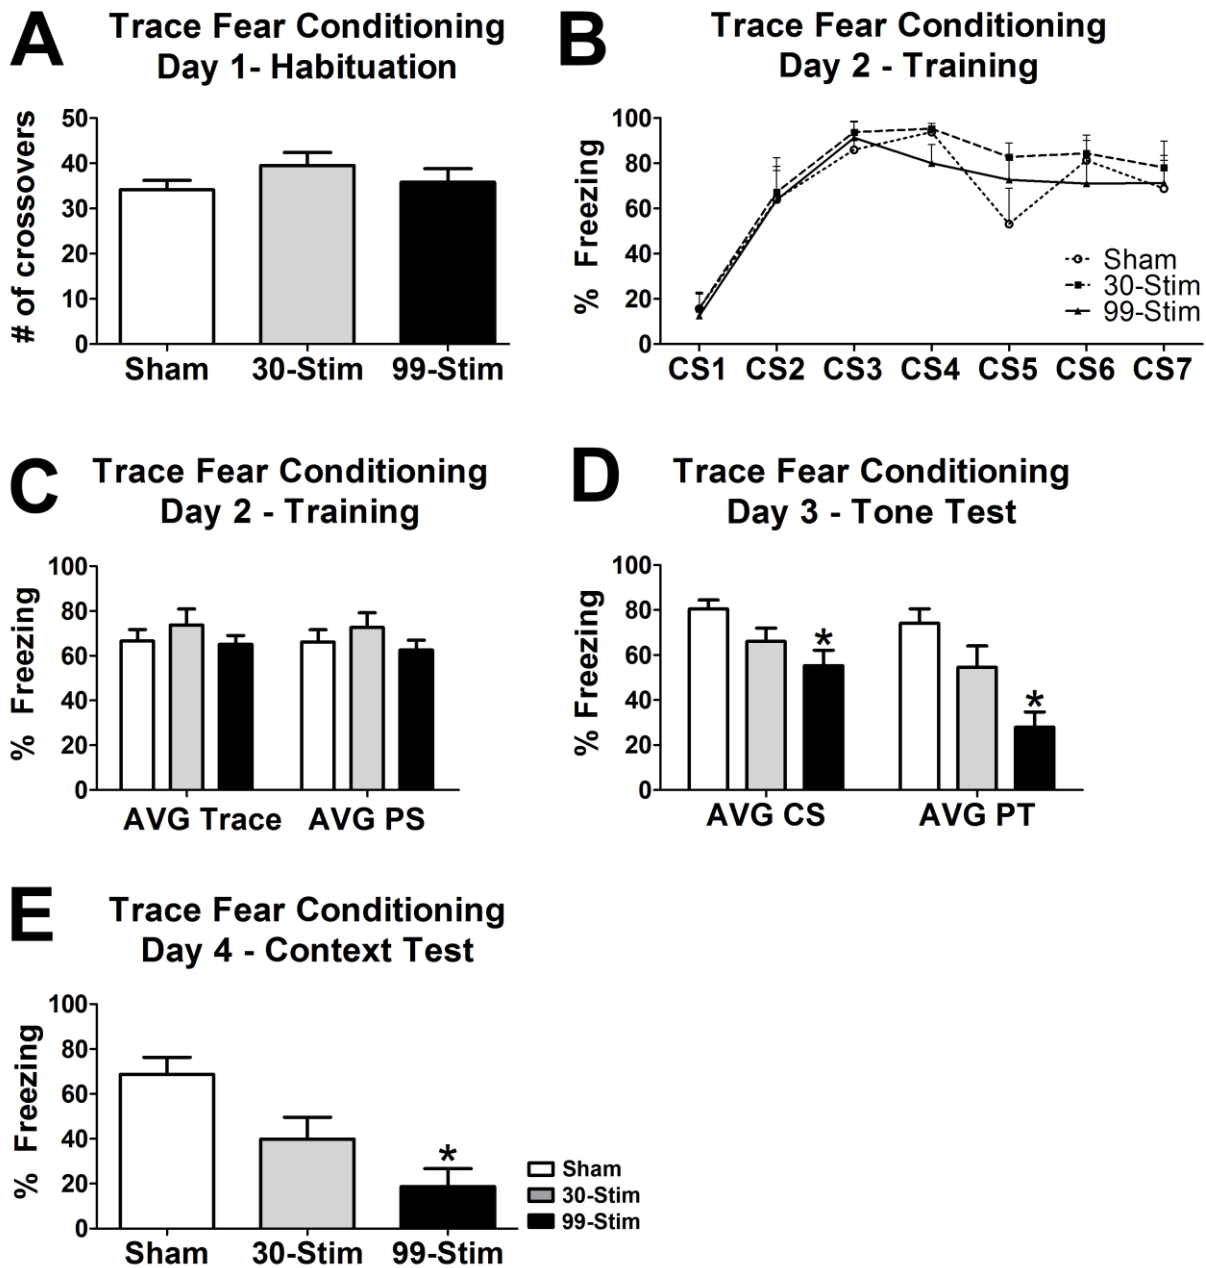 A
Trace Fear Conditioning
Day 1- Habituation
# of crossovers
50
40
30
20
10
0
Sham 30-Stim 99-Stim
B
Trace Fear Conditioning
Day 2 - Training
% Freezing
100
80
60
40
20
0
Sham
30-Stim
99-Stim
CS1 CS2 CS3 CS4 CS5 CS6 CS7
C
Trace Fear Conditioning
Day 2 - Training
% Freezing
100
80
60
40
20
0
AVG Trace AVG PS
D
Trace Fear Conditioning
Day 3 - Tone Test
% Freezing
100
80
60
40
20
0
*
*
AVG CS AVG PT
E
Trace Fear Conditioning
Day 4 - Context Test
% Freezing
100
80
60
40
20
0
*
Sham 30-Stim 99-Stim
Sham
30-Stim
99-Stim